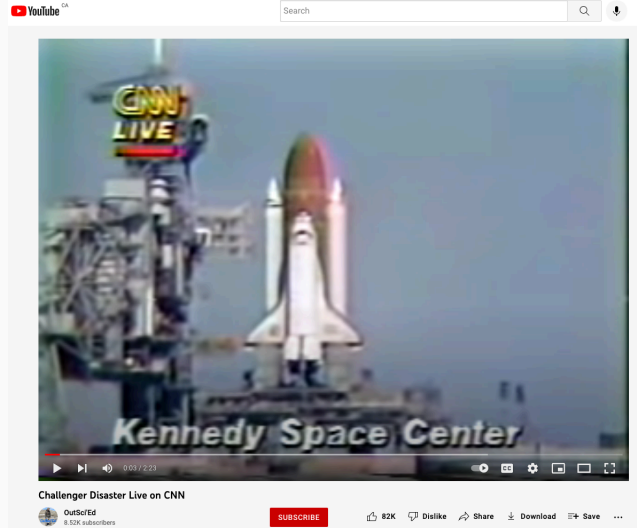 YouTube CA
Search
CNN
LIVE
Kennedy Space Center
0:03 / 2:23
CC
Challenger Disaster Live on CNN
OutSci'Ed
8.52K subscribers
SUBSCRIBE
82K
Dislike
Share
Download
Save